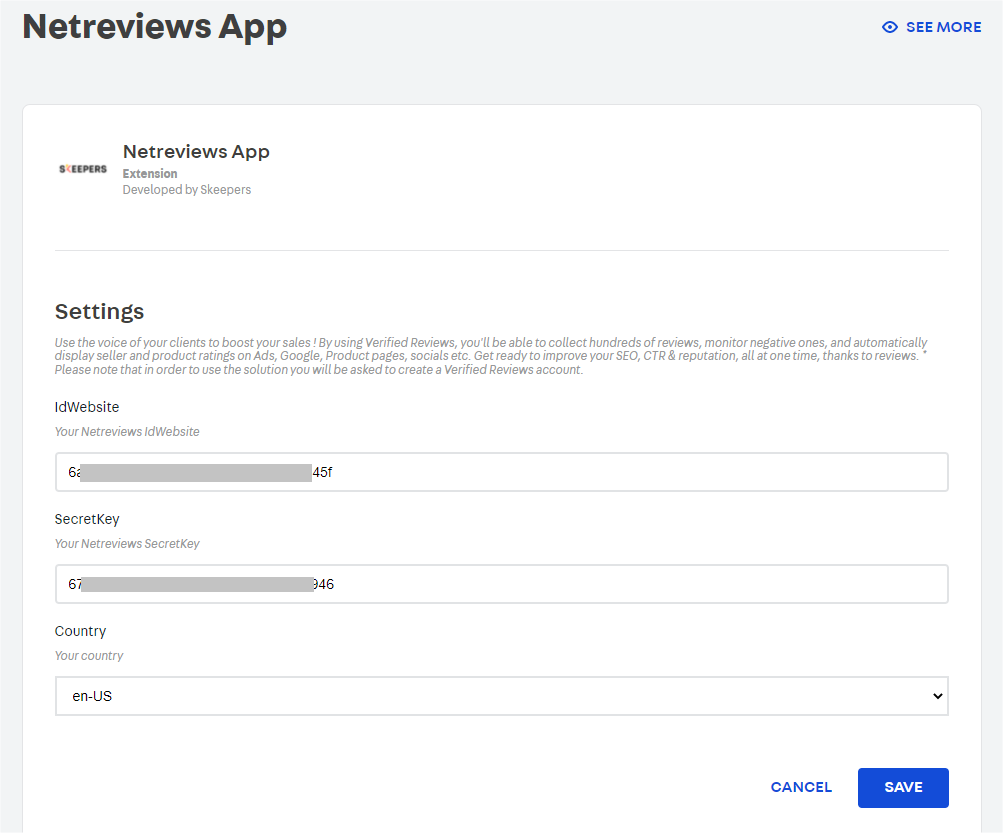 Netreviews App
SEE MORE
SKEEPERS
Netreviews App
Extension
Developed by Skeepers
Settings
Use the voice of your clients to boost your sales ! By using Verified Reviews, you'll be able to collect hundreds of reviews, monitor negative ones, and automatically
display seller and product ratings on Ads, Google, Product pages, socials etc. Get ready to improve your SEO, CTR & reputation, all at one time, thanks to reviews. *
Please note that in order to use the solution you will be asked to create a Verified Reviews account.
IdWebsite
Your Netreviews IdWebsite
6a 45f
SecretKey
Your Netreviews SecretKey
67 946
Country
Your country
en-US
CANCEL
SAVE